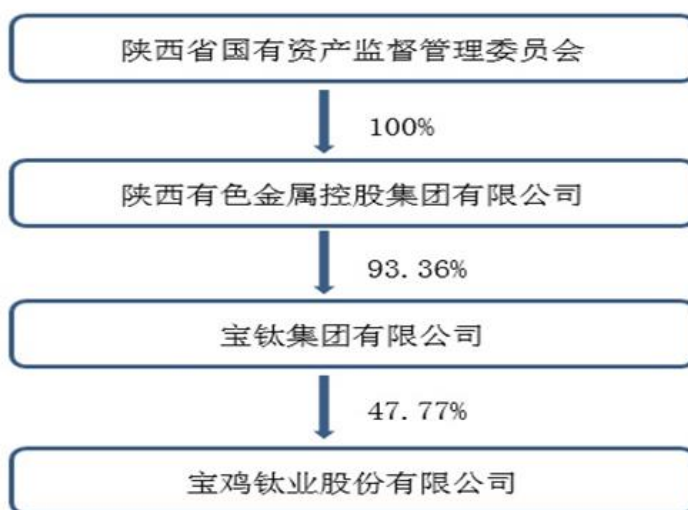 陕西省国有资产监督管理委员会
100%
陕西有色金属控股集团有限公司
93.36%
宝钛集团有限公司
47.77%
宝鸡钛业股份有限公司